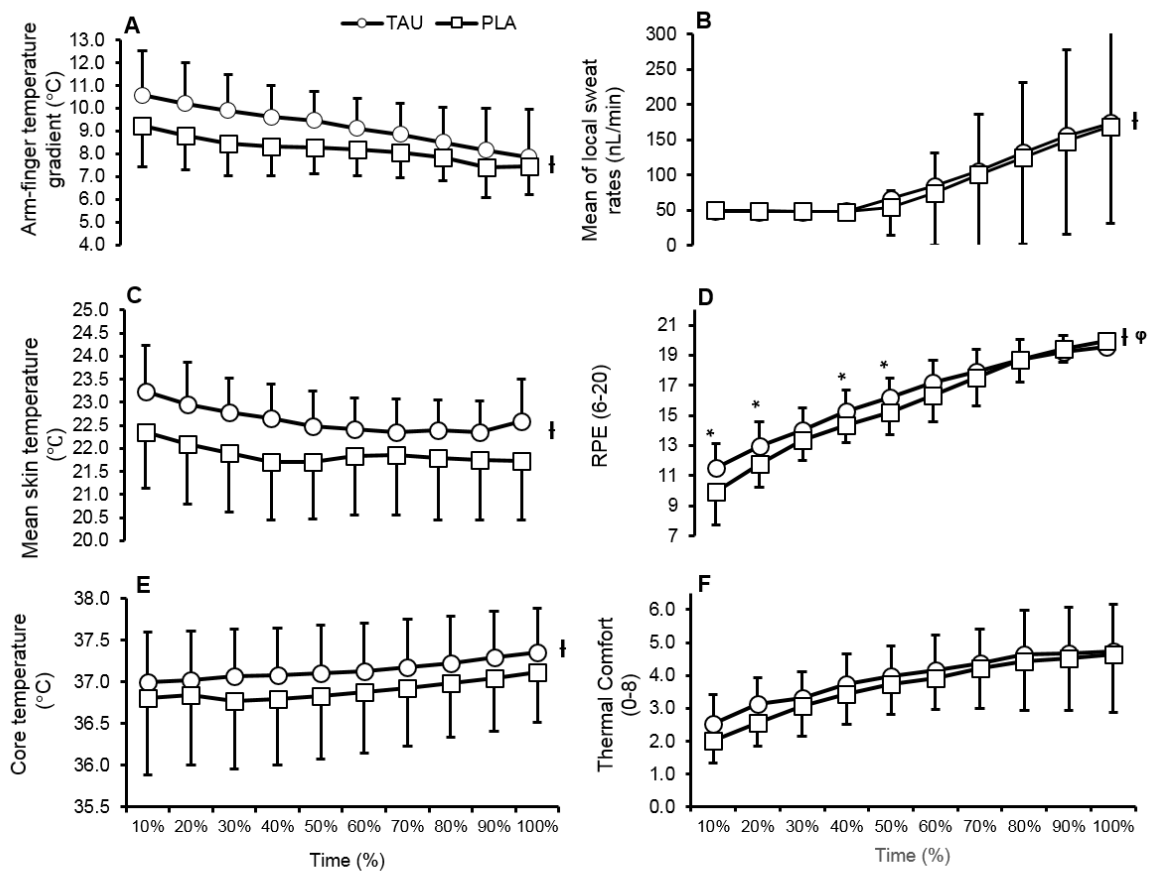 TAU PLA
A
Arm-finger temperature
gradient (°C)
13.0
12.0
11.0
10.0
9.0
8.0
7.0
6.0
5.0
4.0
ƚ
B
Mean of local sweat
rates (nL/min)
300
250
200
150
100
50
0
ƚ
C
Mean skin temperature
(°C)
25.0
24.5
24.0
23.5
23.0
22.5
22.0
21.5
21.0
20.5
20.0
ƚ
D
RPE (6-20)
21
19
17
15
13
11
9
7
* * * *
ƚ φ
E
Core temperature
(°C)
38.0
37.5
37.0
36.5
36.0
35.5
ƚ
10% 20% 30% 40% 50% 60% 70% 80% 90% 100%
Time (%)
F
Thermal Comfort
(0-8)
6.0
5.0
4.0
3.0
2.0
1.0
0.0
10% 20% 30% 40% 50% 60% 70% 80% 90% 100%
Time (%)